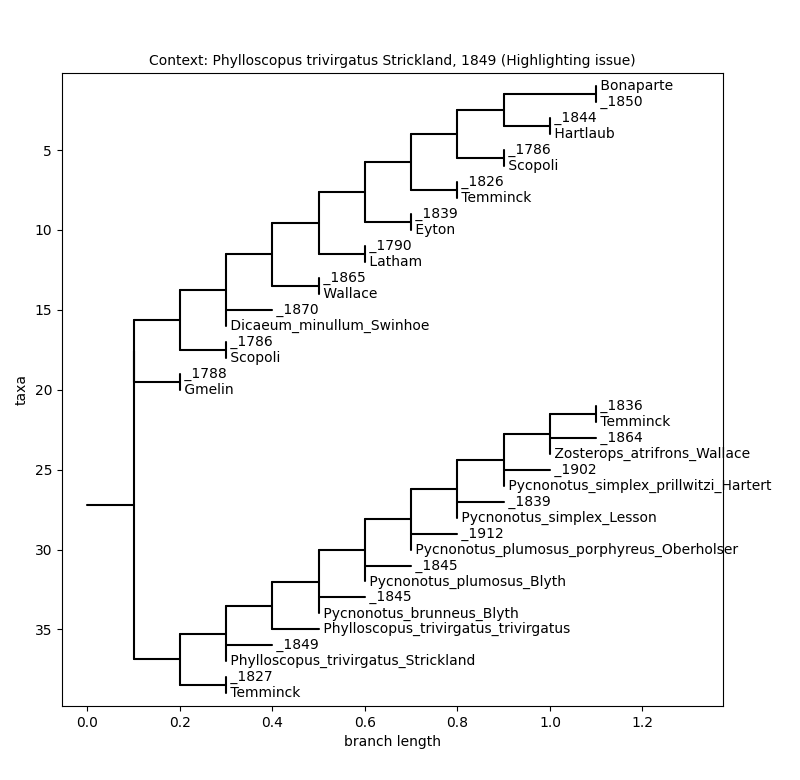 Context: Phylloscopus trivirgatus Strickland, 1849 (Highlighting issue)
Bonaparte
_1850
_1844
Hartlaub
5
_1786
Scopoli
_1826
Temminck
_1839
Eyton
10
_1790
Latham
_1865
Wallace
15
_1870
Dicaeum_minullum_Swinhoe
_1786
Scopoli
_1788
20
Gmelin
_1836
Temminck
_1864
Zosterops_atrifrons_Wallace
25
_1902
Pycnonotus_simplex_prillwitzi_Hartert
_1839
Pycnonotus_simplex_Lesson
_1912
30
Pycnonotus_plumosus_porphyreus_Oberholser
_1845
Pycnonotus_plumosus_Blyth
_1845
Pycnonotus_brunneus_Blyth
35
Phylloscopus_trivirgatus_trivirgatus
_1849
Phylloscopus_trivirgatus_Strickland
_1827
Temminck
taxa
0.0 0.2 0.4 0.6 0.8 1.0 1.2
branch length